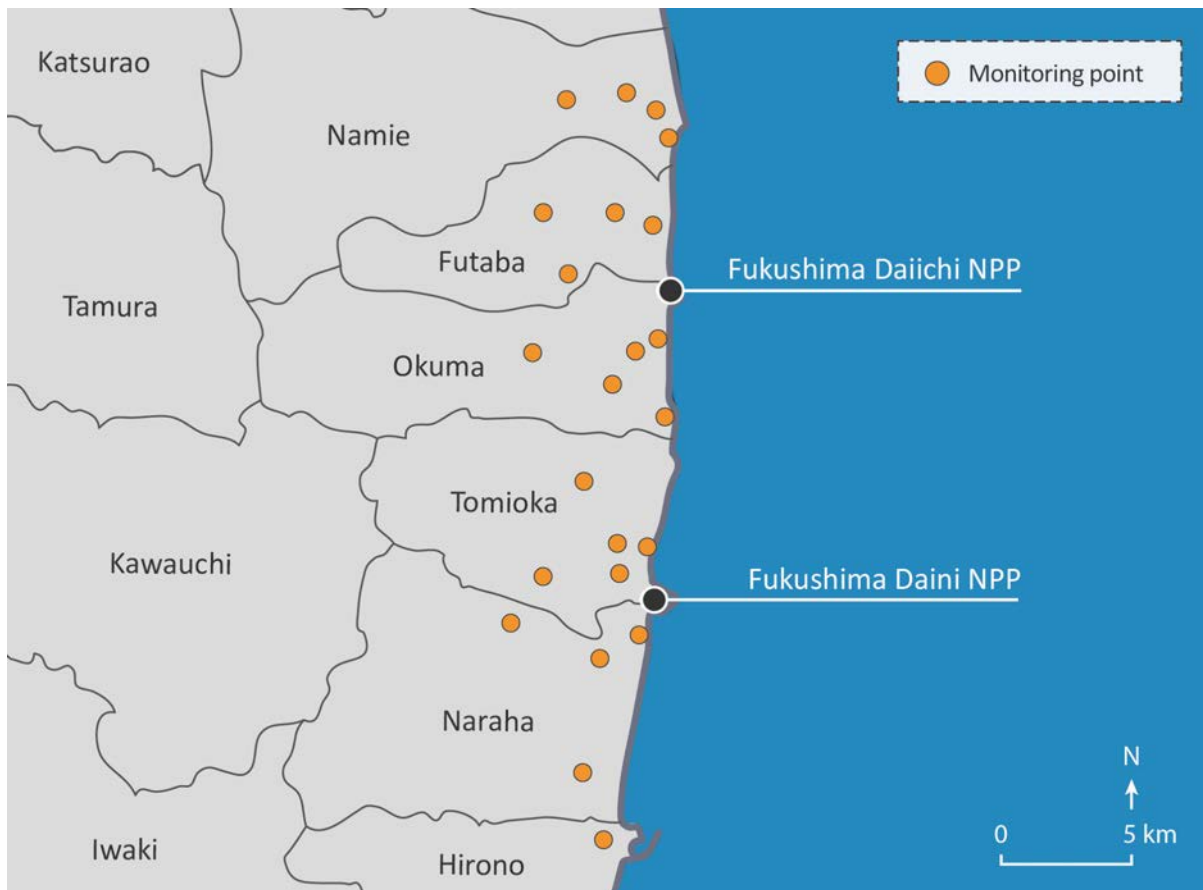 Katsurao
Monitoring point
Namie
Futaba
Fukushima Daiichi NPP
Tamura
Okuma
Tomioka
Kawauchi
Fukushima Daini NPP
Naraha
N
0 5 km
Iwaki
Hirono